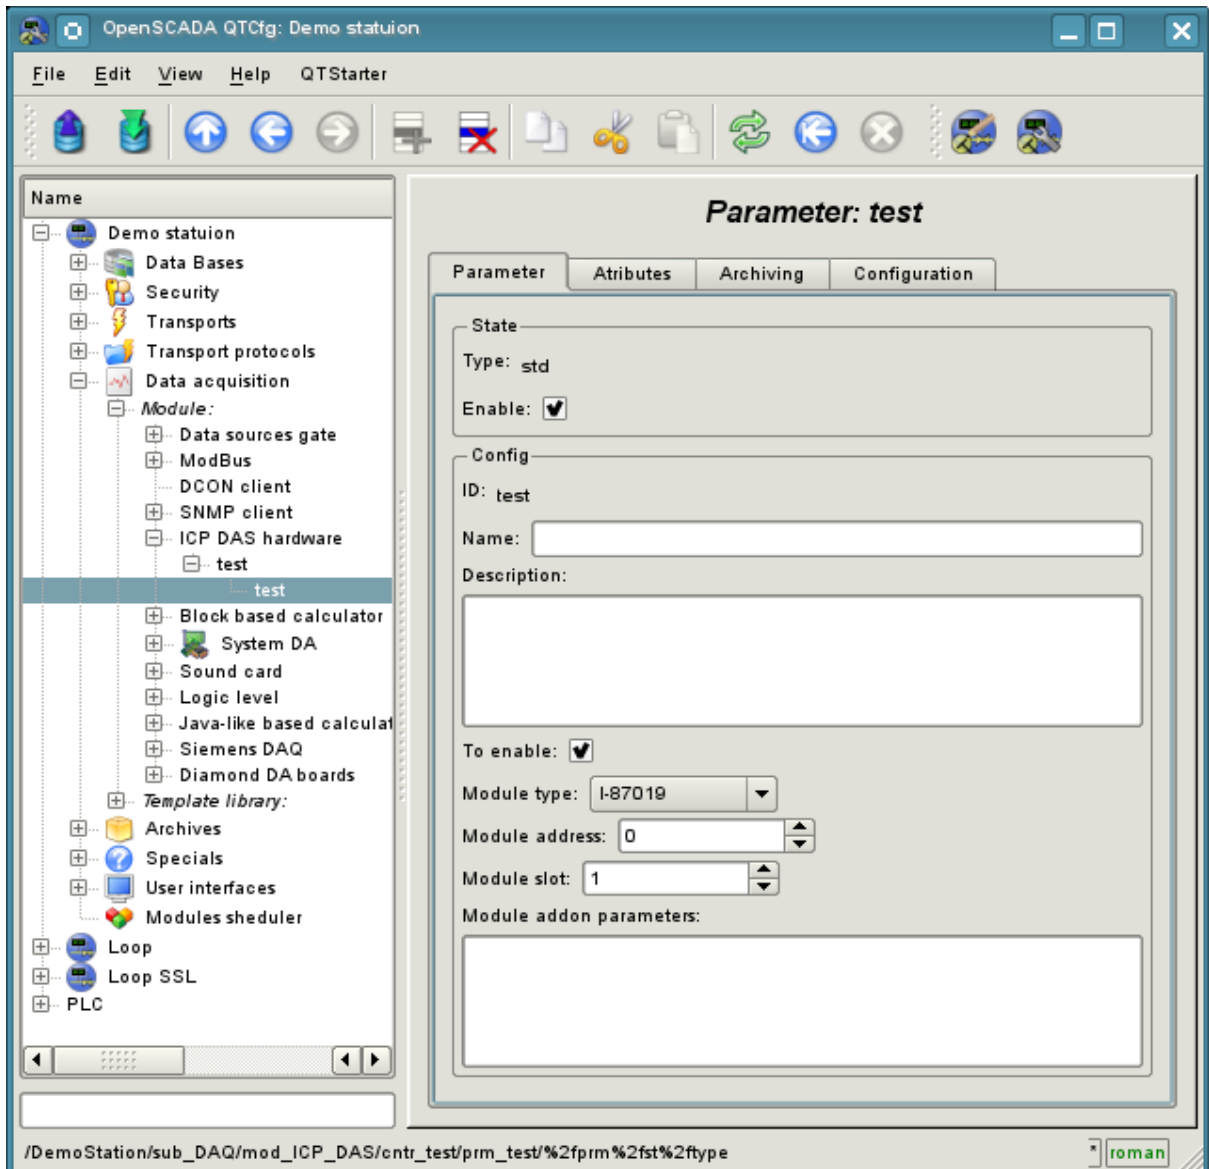 OpenSCADA QTCfg: Demo statuion
File Edit View Help QTStarter
Name
Demo statuion
Data Bases
Security
Transports
Transport protocols
Data acquisition
Module:
Data sources gate
ModBus
DCON client
SNMP client
ICP DAS hardware
test
test
Block based calculator
System DA
Sound card
Logic level
Java-like based calculat
Siemens DAQ
Diamond DA boards
Template library:
Archives
Specials
User interfaces
Modules sheduler
Loop
Loop SSL
PLC
Parameter: test
Parameter Atributes Archiving Configuration
State
Type: std
Enable:
Config
ID: test
Name:
Description:
To enable:
Module type: I-87019
Module address: 0
Module slot: 1
Module addon parameters:
/DemoStation/sub_DAQ/mod_ICP_DAS/cntr_test/prm_test/%2fprm%2fst%2ftype * roman